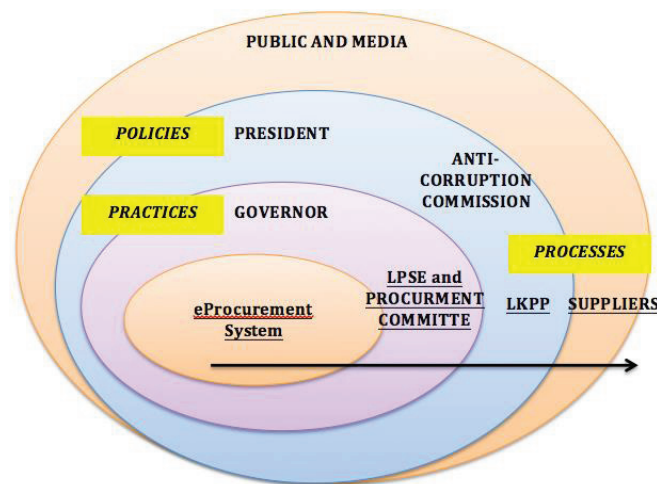 PUBLIC AND MEDIA
POLICIES PRESIDENT
ANTI-
CORRUPTION
COMMISSION
PRACTICES GOVERNOR
PROCESSES
LPSE and
PROCURMENT
COMMITTE
eProcurement
System
LKPP SUPPLIERS